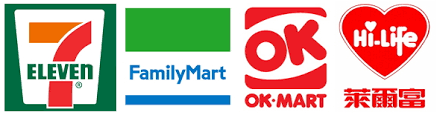 7
ELEVEN
®
FamilyMart
OK
OK·MART
Hi-Life
萊爾富